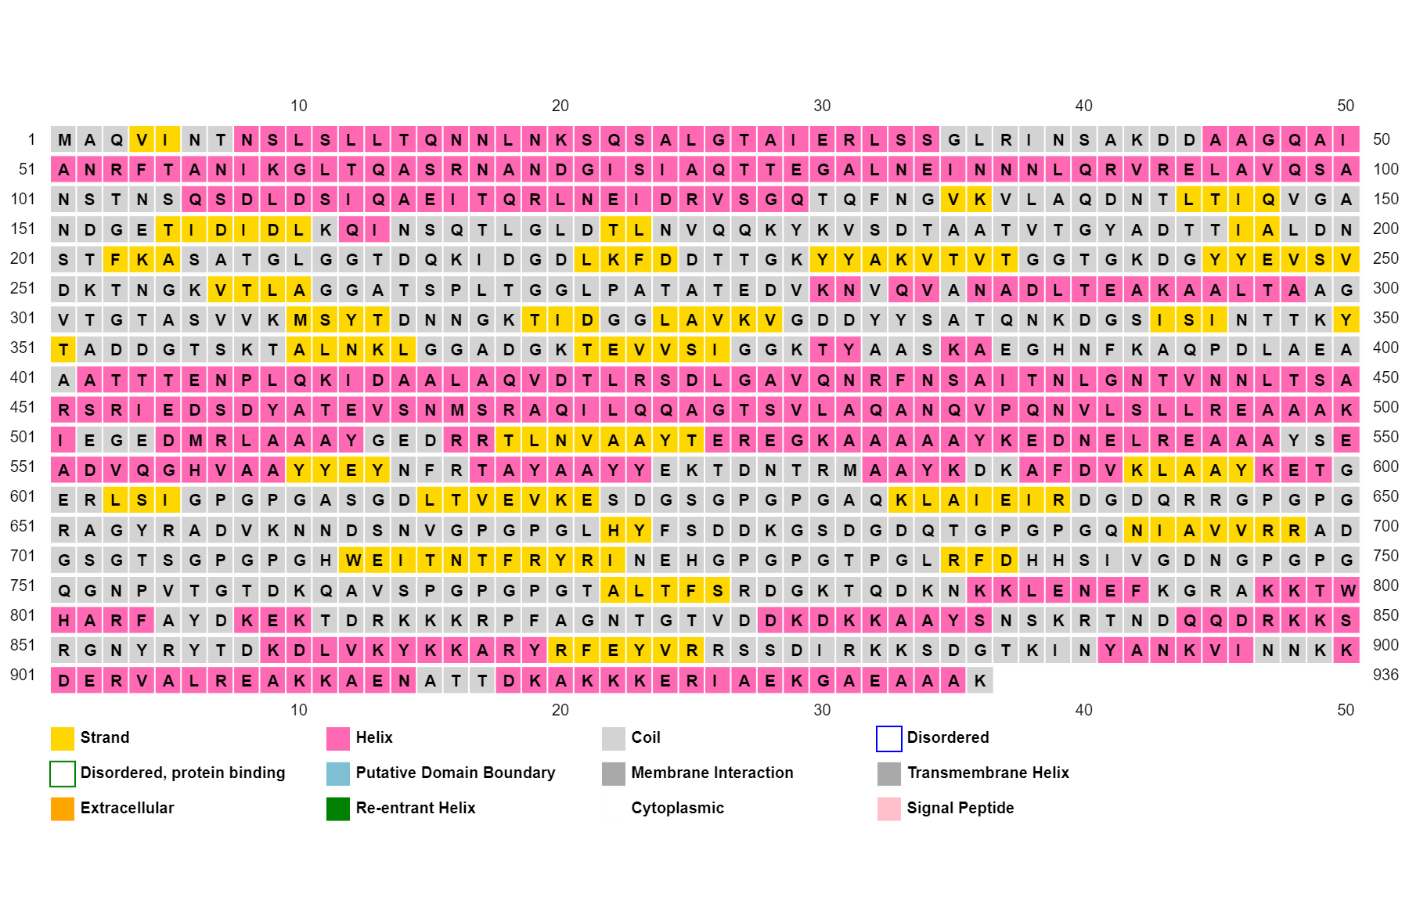 10 20 30 40 50
1 M A Q V I N T N S L S L L T Q N N L N K S Q S A L G T A I E R L S S G L R I N S A K D D A A G Q A I 50
51 A N R F T A N I K G L T Q A S R N A N D G I S I A Q T T E G A L N E I N N N L Q R V R E L A V Q S A 100
101 N S T N S Q S D L D S I Q A E I T Q R L N E I D R V S G Q T Q F N G V K V L A Q D N T L T I Q V G A 150
151 N D G E T I D I D L K Q I N S Q T L G L D T L N V Q Q K Y K V S D T A A T V T G Y A D T T I A L D N 200
201 S T F K A S A T G L G G T D Q K I D G D L K F D D T T G K Y Y A K V T V T G G T G K D G Y Y E V S V 250
251 D K T N G K V T L A G G A T S P L T G G L P A T A T E D V K N V Q V A N A D L T E A K A A L T A A G 300
301 V T G T A S V V K M S Y T D N N G K T I D G G L A V K V G D D Y Y S A T Q N K D G S I S I N T T K Y 350
351 T A D D G T S K T A L N K L G G A D G K T E V V S I G G K T Y A A S K A E G H N F K A Q P D L A E A 400
401 A A T T T E N P L Q K I D A A L A Q V D T L R S D L G A V Q N R F N S A I T N L G N T V N N L T S A 450
451 R S R I E D S D Y A T E V S N M S R A Q I L Q Q A G T S V L A Q A N Q V P Q N V L S L L R E A A A K 500
501 I E G E D M R L A A A Y G E D R R T L N V A A Y T E R E G K A A A A A Y K E D N E L R E A A A Y S E 550
551 A D V Q G H V A A Y Y E Y N F R T A Y A A Y Y E K T D N T R M A A Y K D K A F D V K L A A Y K E T G 600
601 E R L S I G P G P G A S G D L T V E V K E S D G S G P G P G A Q K L A I E I R D G D Q R R G P G P G 650
651 R A G Y R A D V K N N D S N V G P G P G L H Y F S D D K G S D G D Q T G P G P G Q N I A V V R R A D 700
701 G S G T S G P G P G H W E I T N T F R Y R I N E H G P G P G T P G L R F D H H S I V G D N G P G P G 750
751 Q G N P V T G T D K Q A V S P G P G P G T A L T F S R D G K T Q D K N K K L E N E F K G R A K K T W 800
801 H A R F A Y D K E K T D R K K K R P F A G N T G T V D D K D K K A A Y S N S K R T N D Q Q D R K K S 850
851 R G N Y R Y T D K D L V K Y K K A R Y R F E Y V R R S S D I R K K S D G T K I N Y A N K V I N N K K 900
901 D E R V A L R E A K K A E N A T T D K A K K K E R I A E K G A E A A A K 936
10 20 30 40 50
Strand Helix Coil Disordered
Disordered, protein binding Putative Domain Boundary Membrane Interaction Transmembrane Helix
Extracellular Re-entrant Helix Cytoplasmic Signal Peptide